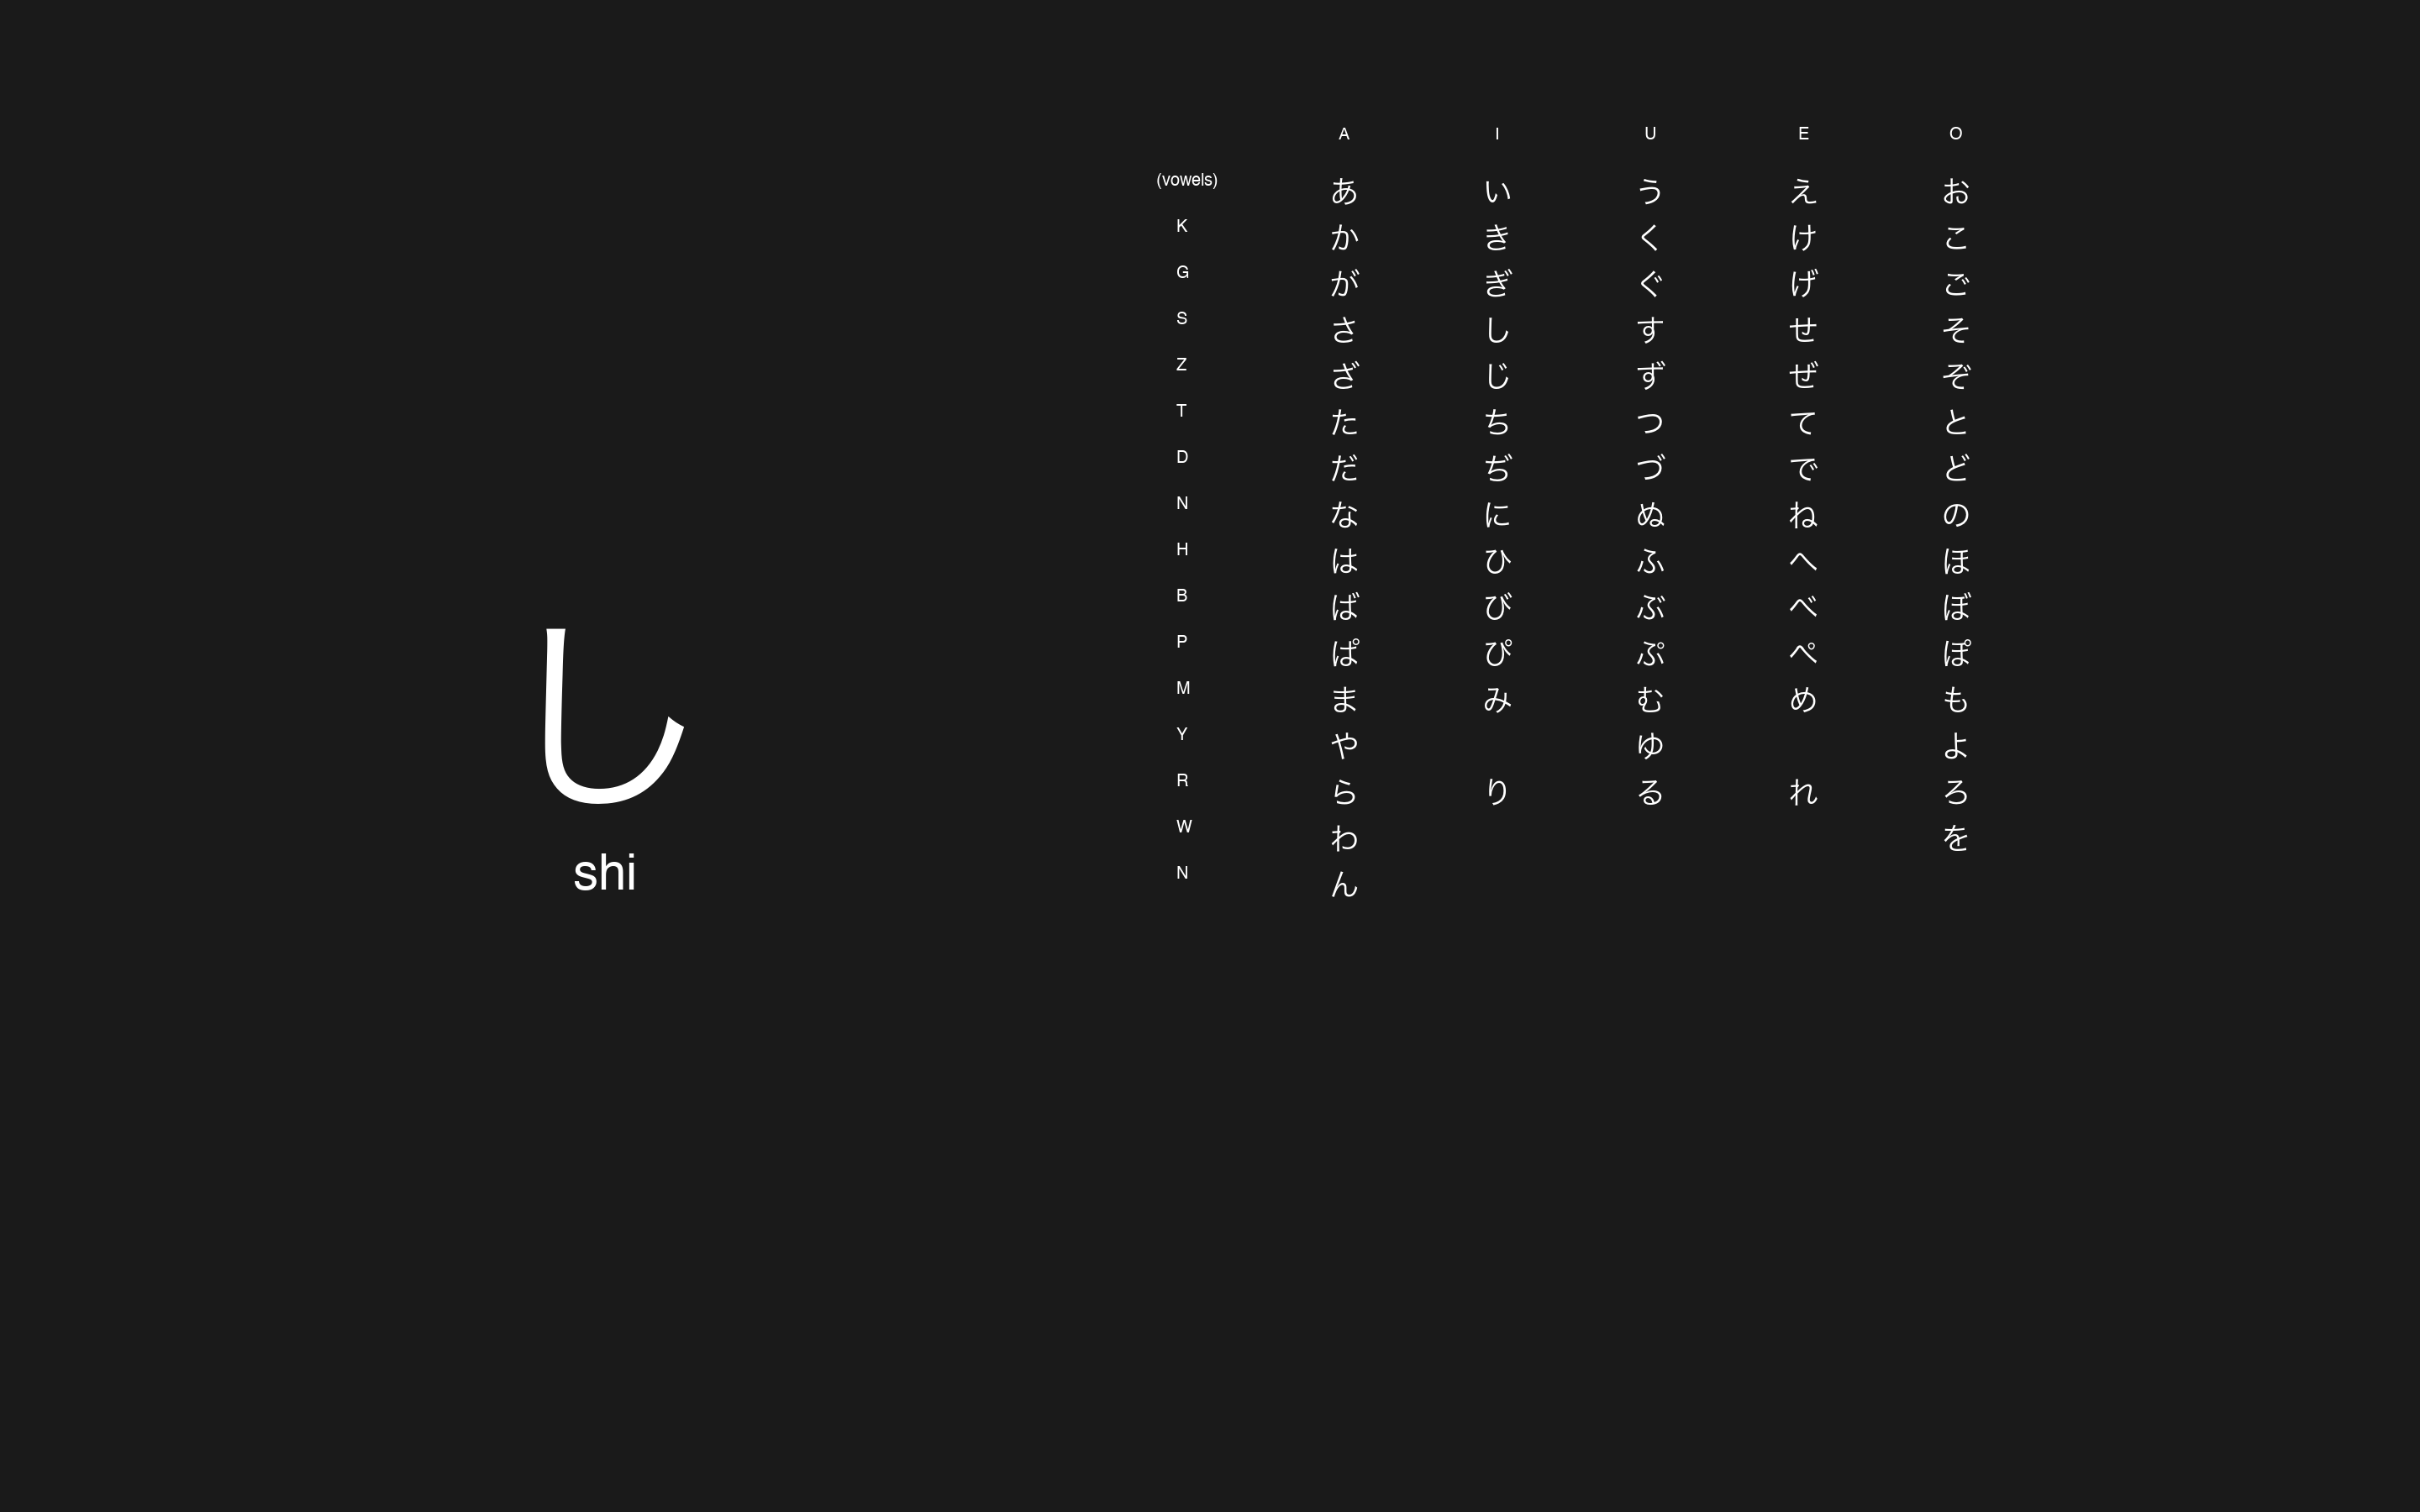 し
shi
A I U E O
(vowels) あ い う え お
K か き く け こ
G が ぎ ぐ げ ご
S さ し す せ そ
Z ざ じ ず ぜ ぞ
T た ち つ て と
D だ ぢ づ で ど
N な に ぬ ね の
H は ひ ふ へ ほ
B ば び ぶ べ ぼ
P ぱ ぴ ぷ ぺ ぽ
M ま み む め も
Y や ゆ よ
R ら り る れ ろ
W わ を
N ん